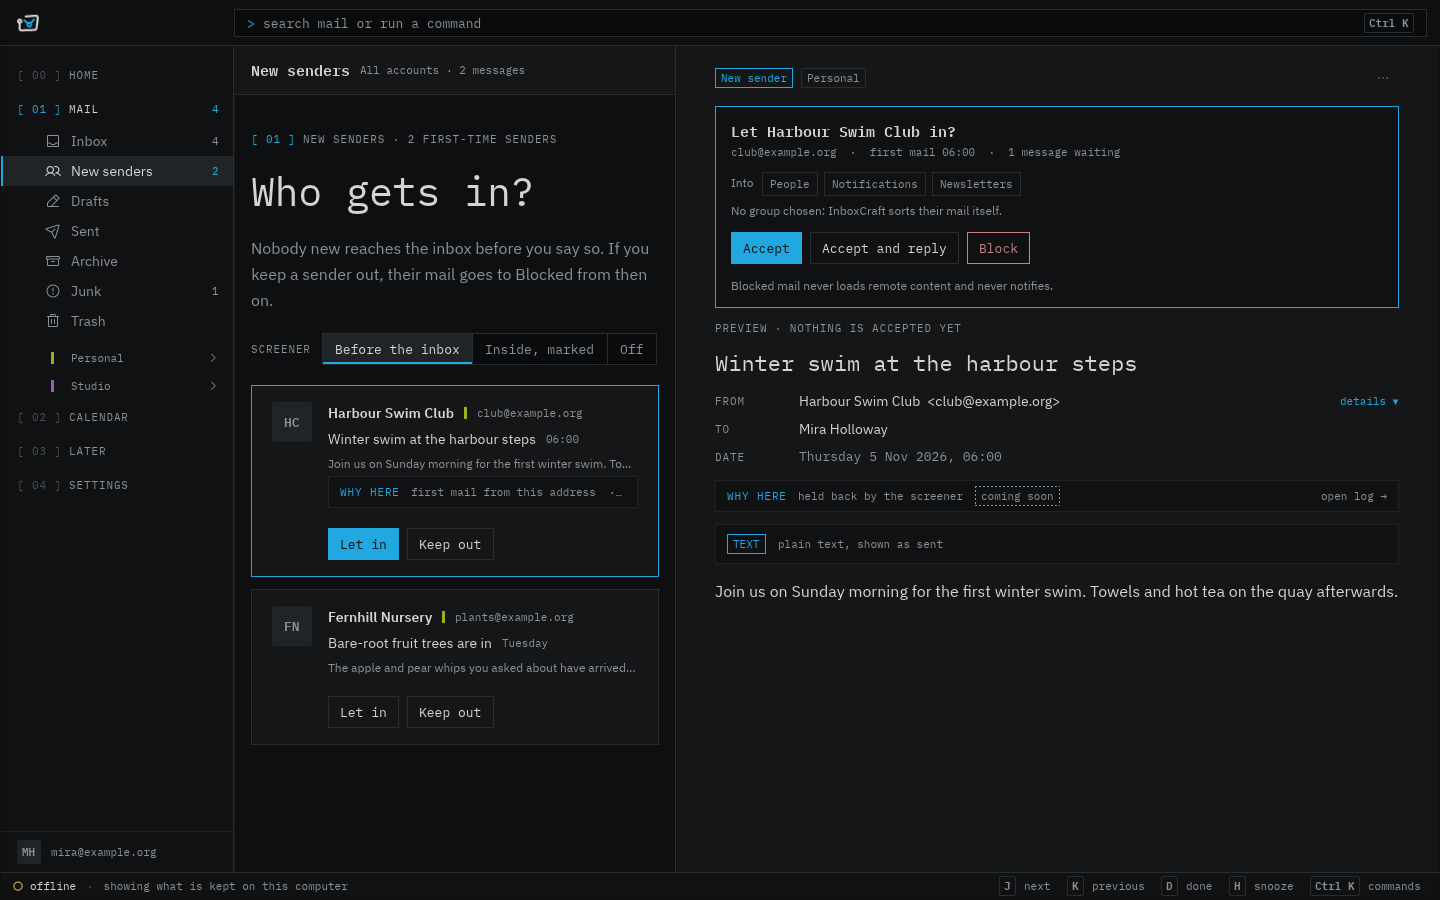 > search mail or run a command
Ctrl K
[ 00 ] HOME
[ 01 ] MAIL 4
Inbox 4
New senders 2
Drafts
Sent
Archive
Junk 1
Trash
Personal
Studio
[ 02 ] CALENDAR
[ 03 ] LATER
[ 04 ] SETTINGS
MH mira@example.org
New senders All accounts · 2 messages
[ 01 ] NEW SENDERS · 2 FIRST-TIME SENDERS
Who gets in?
Nobody new reaches the inbox before you say so. If you
keep a sender out, their mail goes to Blocked from then
on.
SCREENER Before the inbox Inside, marked Off
HC
Harbour Swim Club club@example.org
Winter swim at the harbour steps 06:00
Join us on Sunday morning for the first winter swim. To...
WHY HERE first mail from this address ·…
Let in Keep out
FN
Fernhill Nursery plants@example.org
Bare-root fruit trees are in Tuesday
The apple and pear whips you asked about have arrived...
Let in Keep out
New sender Personal ...
Let Harbour Swim Club in?
club@example.org · first mail 06:00 · 1 message waiting
Into People Notifications Newsletters
No group chosen: InboxCraft sorts their mail itself.
Accept Accept and reply Block
Blocked mail never loads remote content and never notifies.
PREVIEW · NOTHING IS ACCEPTED YET
Winter swim at the harbour steps
FROM Harbour Swim Club <club@example.org> details ▾
TO Mira Holloway
DATE Thursday 5 Nov 2026, 06:00
WHY HERE held back by the screener coming soon open log →
TEXT plain text, shown as sent
Join us on Sunday morning for the first winter swim. Towels and hot tea on the quay afterwards.
offline · showing what is kept on this computer
J next K previous D done H snooze Ctrl K commands